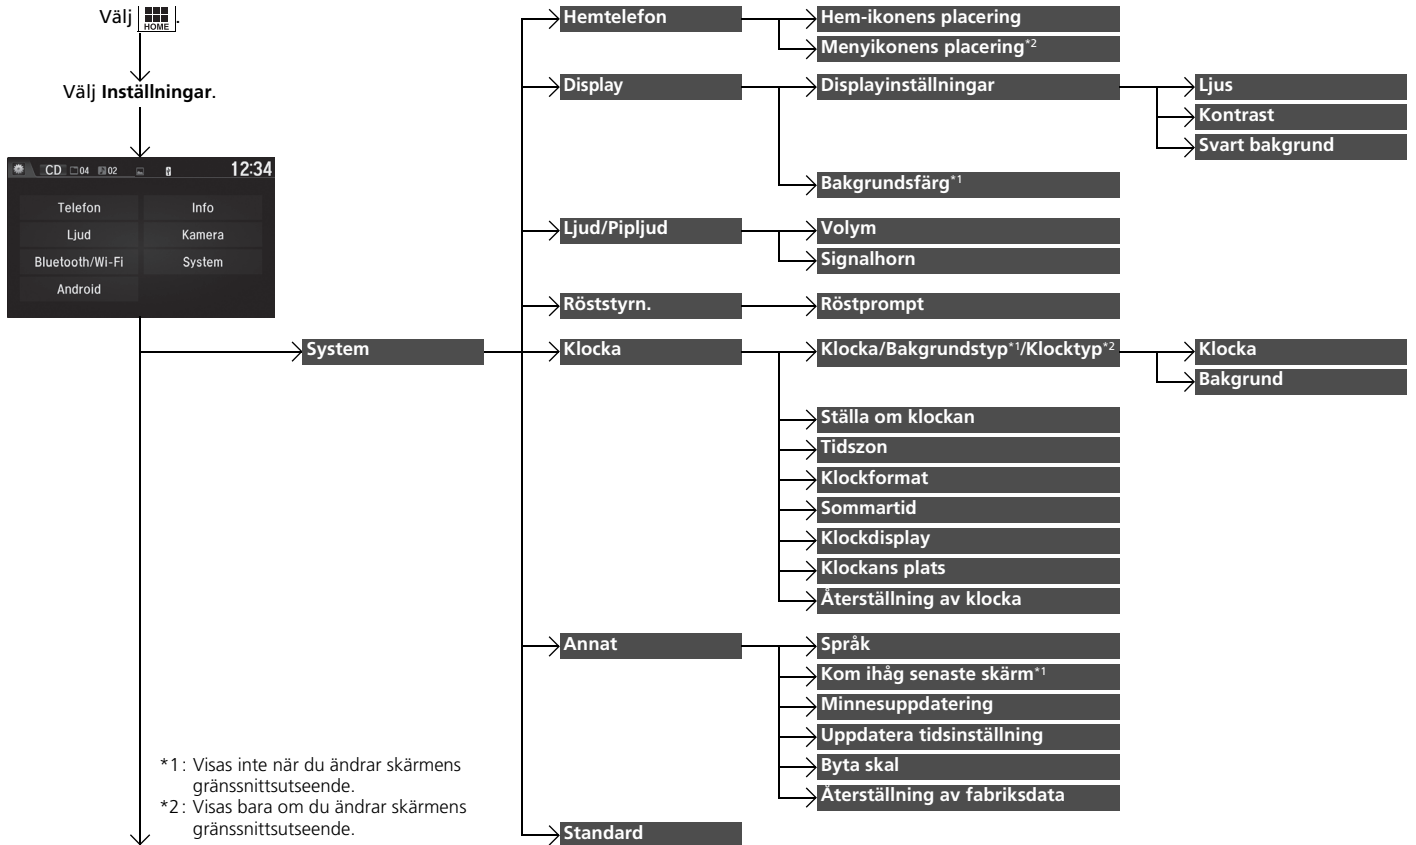 Välj HOME.
Välj Inställningar.
CD 04 02 12:34
Telefon Info
Ljud Kamera
Bluetooth/Wi-Fi System
Android
System
Hemtelefon
Hem-ikonens placering
Menyikonens placering*2
Display
Displayinställningar
Ljus
Kontrast
Svart bakgrund
Bakgrundsfärg*1
Ljud/Pipljud
Volym
Signalhorn
Röststyrn.
Röstprompt
Klocka
Klocka/Bakgrundstyp*1/Klocktyp*2
Klocka
Bakgrund
Ställa om klockan
Tidszon
Klockformat
Sommartid
Klockdisplay
Klockans plats
Återställning av klocka
Annat
Språk
Kom ihåg senaste skärm*1
Minnesuppdatering
Uppdatera tidsinställning
Byta skal
Återställning av fabriksdata
Standard
*1: Visas inte när du ändrar skärmens
gränssnittsutseende.
*2: Visas bara om du ändrar skärmens
gränssnittsutseende.